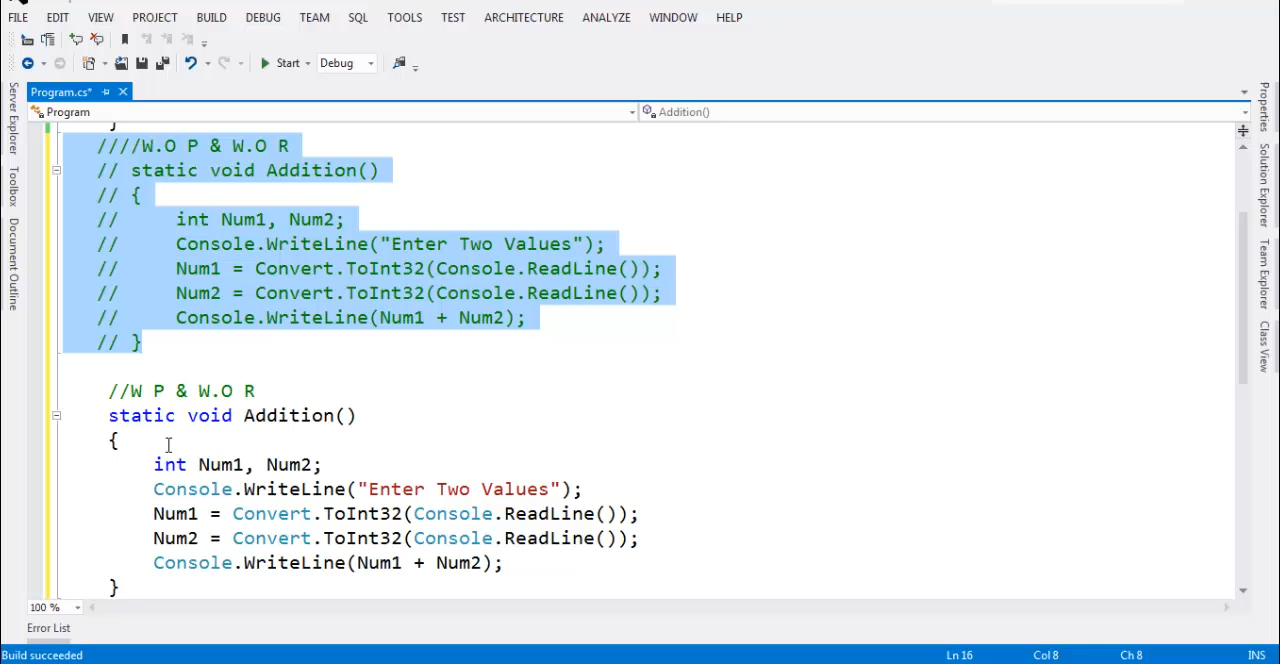 FILE EDIT VIEW PROJECT BUILD DEBUG TEAM SQL TOOLS TEST ARCHITECTURE ANALYZE WINDOW HELP
Start Debug
Program.cs*
Program Addition()
}
////W.O P & W.O R
// static void Addition()
// {
// int Num1, Num2;
// Console.WriteLine("Enter Two Values");
// Num1 = Convert.ToInt32(Console.ReadLine());
// Num2 = Convert.ToInt32(Console.ReadLine());
// Console.WriteLine(Num1 + Num2);
// }
//W P & W.O R
static void Addition()
{
int Num1, Num2;
Console.WriteLine("Enter Two Values");
Num1 = Convert.ToInt32(Console.ReadLine());
Num2 = Convert.ToInt32(Console.ReadLine());
Console.WriteLine(Num1 + Num2);
}
100 %
Error List
Build succeeded Ln 16 Col 8 Ch 8 INS
Server Explorer
Toolbox
Document Outline
Properties
Solution Explorer
Team Explorer
Class View